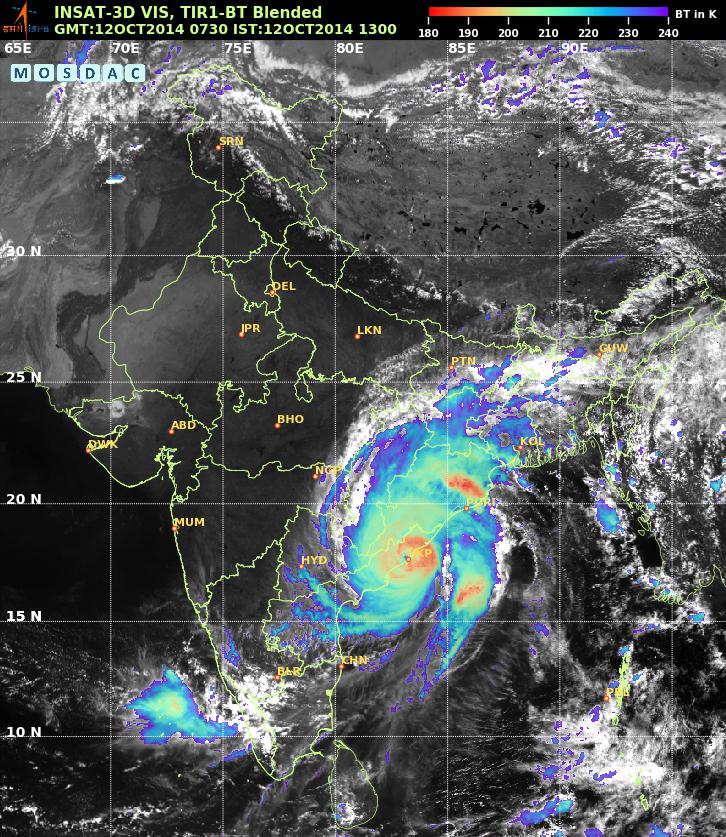 INSAT-3D VIS, TIR1-BT Blended
GMT:12OCT2014 0730 IST:12OCT2014 1300
BT in K
180 190 200 210 220 230 240
65E 70E 75E 80E 85E 90E
M O S D A C
SRN
30 N
DEL
JPR
LKN
GUW
PTN
25 N
ABD
BHO
DWK
KOL
NGP
20 N
PURI
MUM
VKP
HYD
15 N
CHN
BLR
PBL
10 N